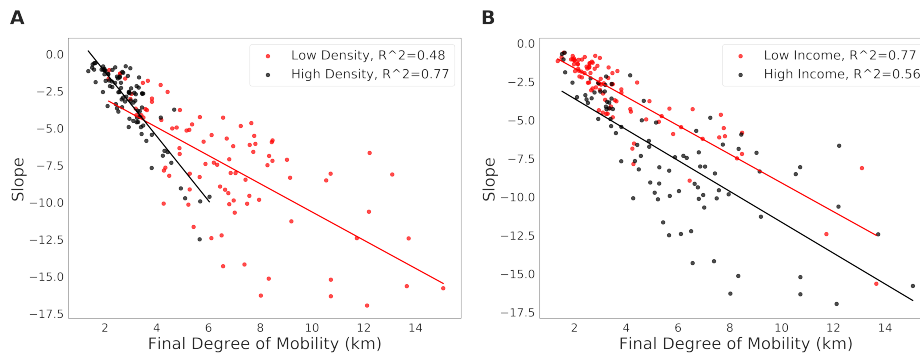 A
Low Density, R^2=0.48
High Density, R^2=0.77
0.0
−2.5
−5.0
−7.5
−10.0
−12.5
−15.0
−17.5
Slope
2 4 6 8 10 12 14
Final Degree of Mobility (km)
B
Low Income, R^2=0.77
High Income, R^2=0.56
0.0
−2.5
−5.0
−7.5
−10.0
−12.5
−15.0
−17.5
Slope
2 4 6 8 10 12 14
Final Degree of Mobility (km)